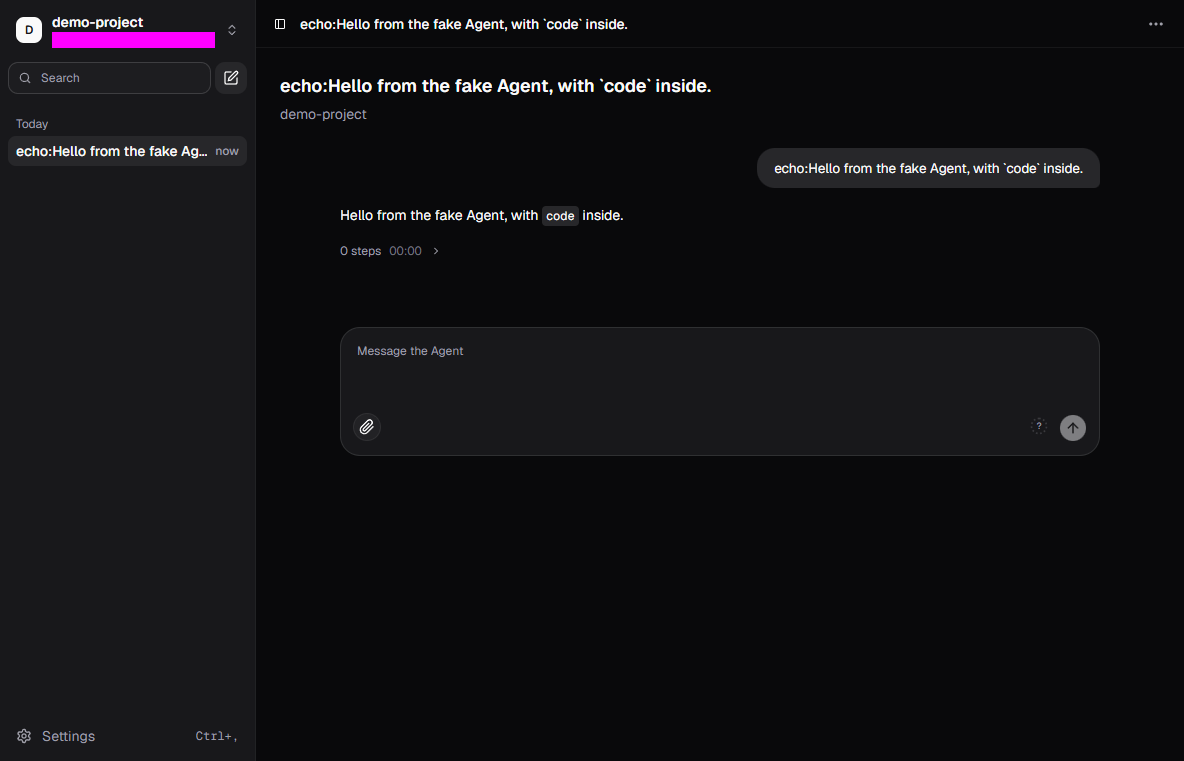 D
demo-project
Search
Today
echo:Hello from the fake Ag... now
Settings Ctrl+,
echo:Hello from the fake Agent, with `code` inside.
echo:Hello from the fake Agent, with `code` inside.
demo-project
echo:Hello from the fake Agent, with `code` inside.
Hello from the fake Agent, with code inside.
0 steps 00:00
Message the Agent
?